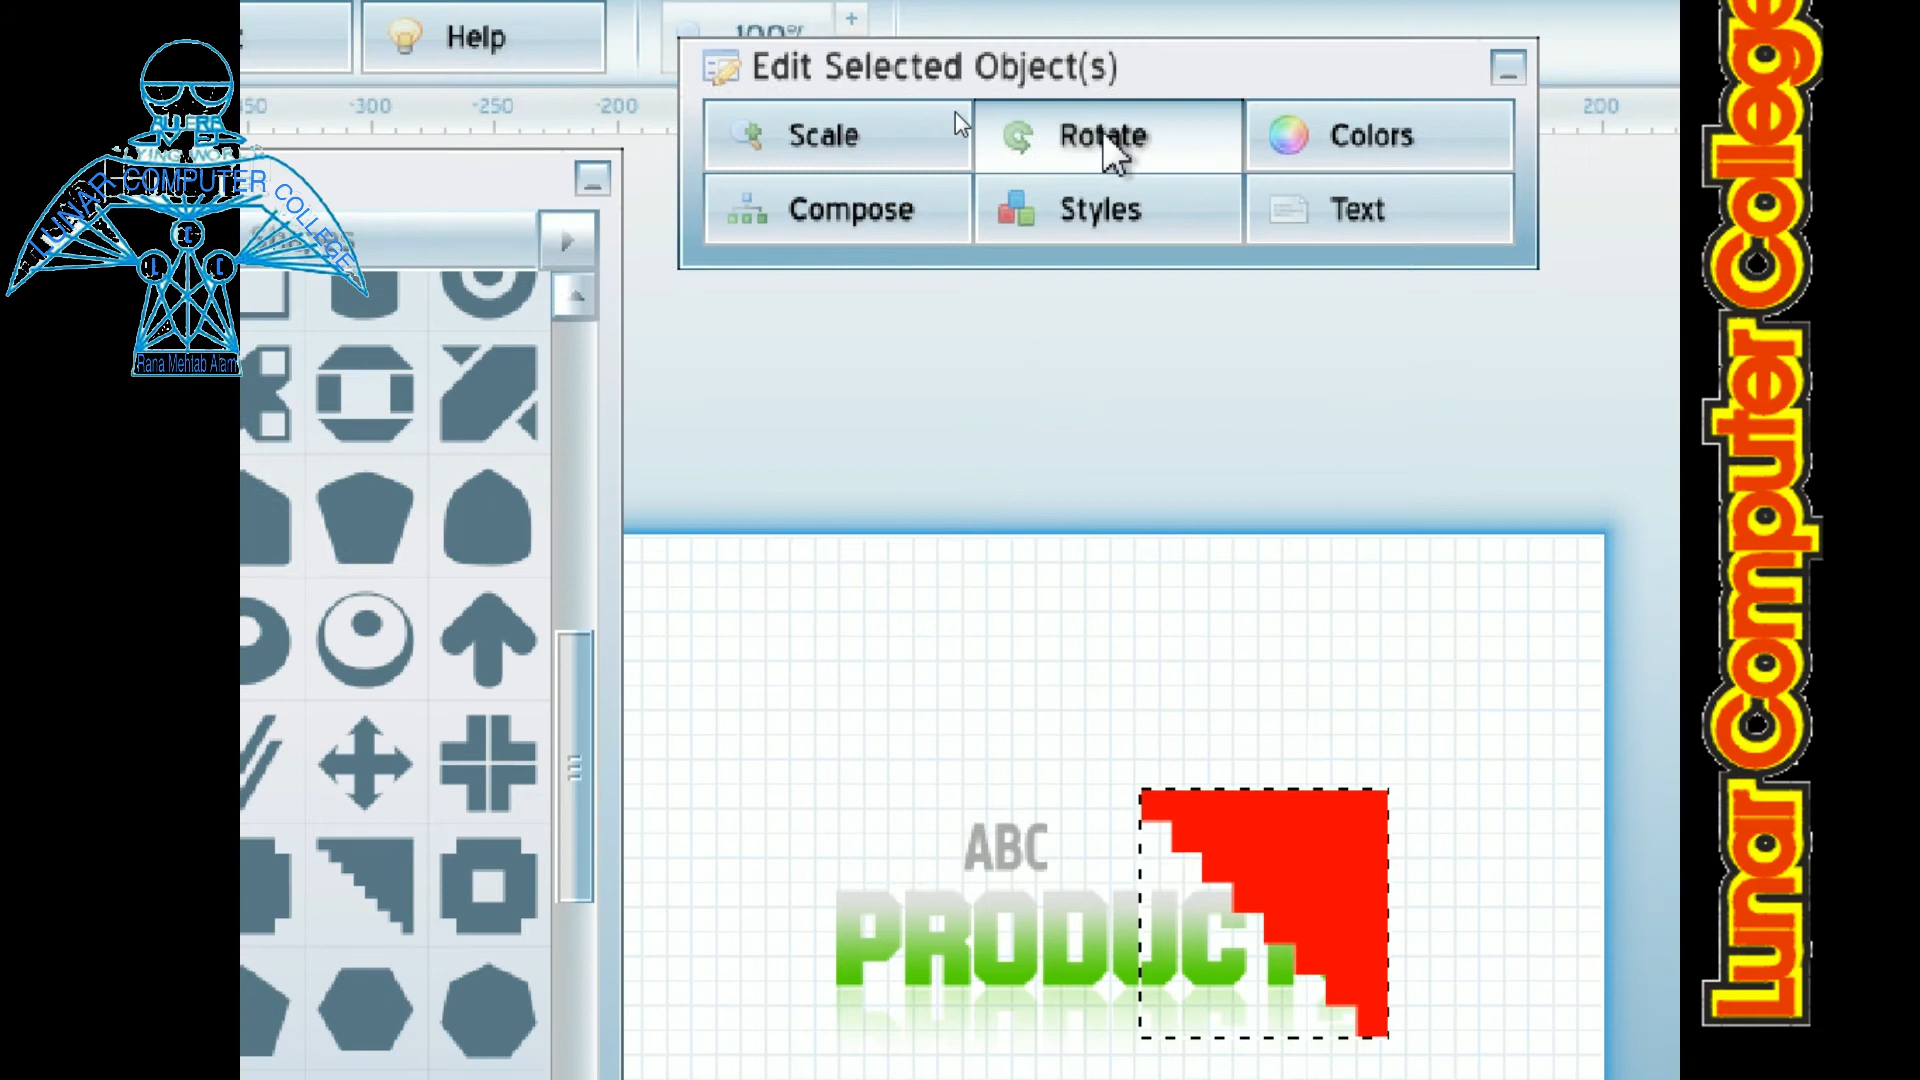 Help
100%
Edit Selected Object(s)
-300
-250
-200
200
Scale
Rotate
Colors
Compose
Styles
Text
ABC
PRODUCT
LUNAR COMPUTER COLLEGE
Rana Mehtab Alam
Lunar Computer College